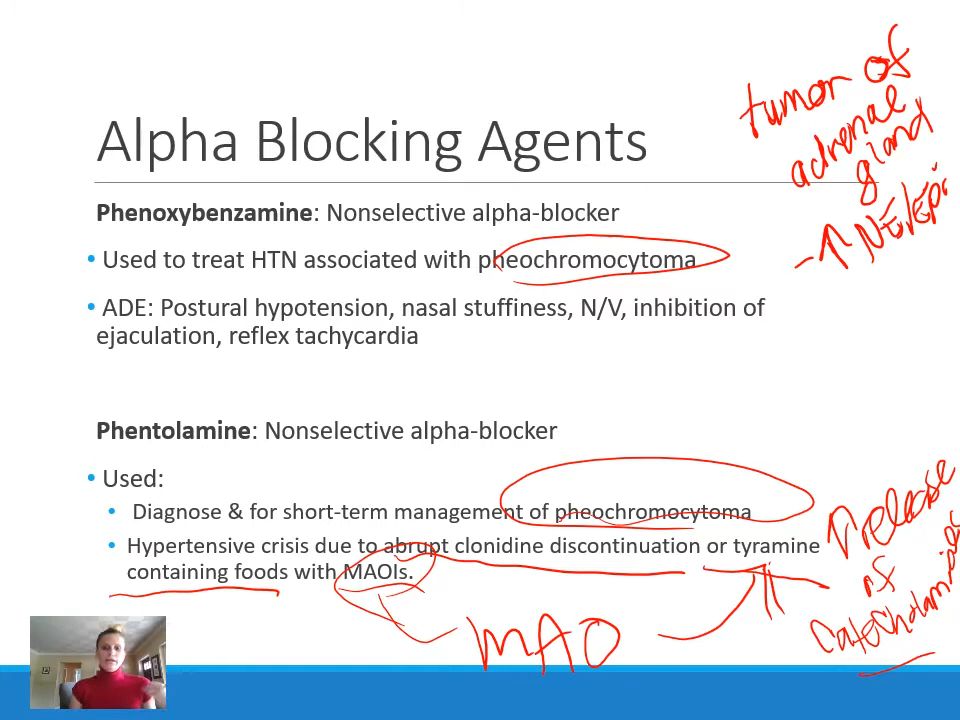 tumor of
adrenal
gland
- ↑ NE/Epi
Alpha Blocking Agents
Phenoxybenzamine: Nonselective alpha-blocker
• Used to treat HTN associated with pheochromocytoma
• ADE: Postural hypotension, nasal stuffiness, N/V, inhibition of
ejaculation, reflex tachycardia
Phentolamine: Nonselective alpha-blocker
• Used:
• Diagnose & for short-term management of pheochromocytoma
• Hypertensive crisis due to abrupt clonidine discontinuation or tyramine
containing foods with MAOIs.
↑ release
of
Catecholamines
MAO